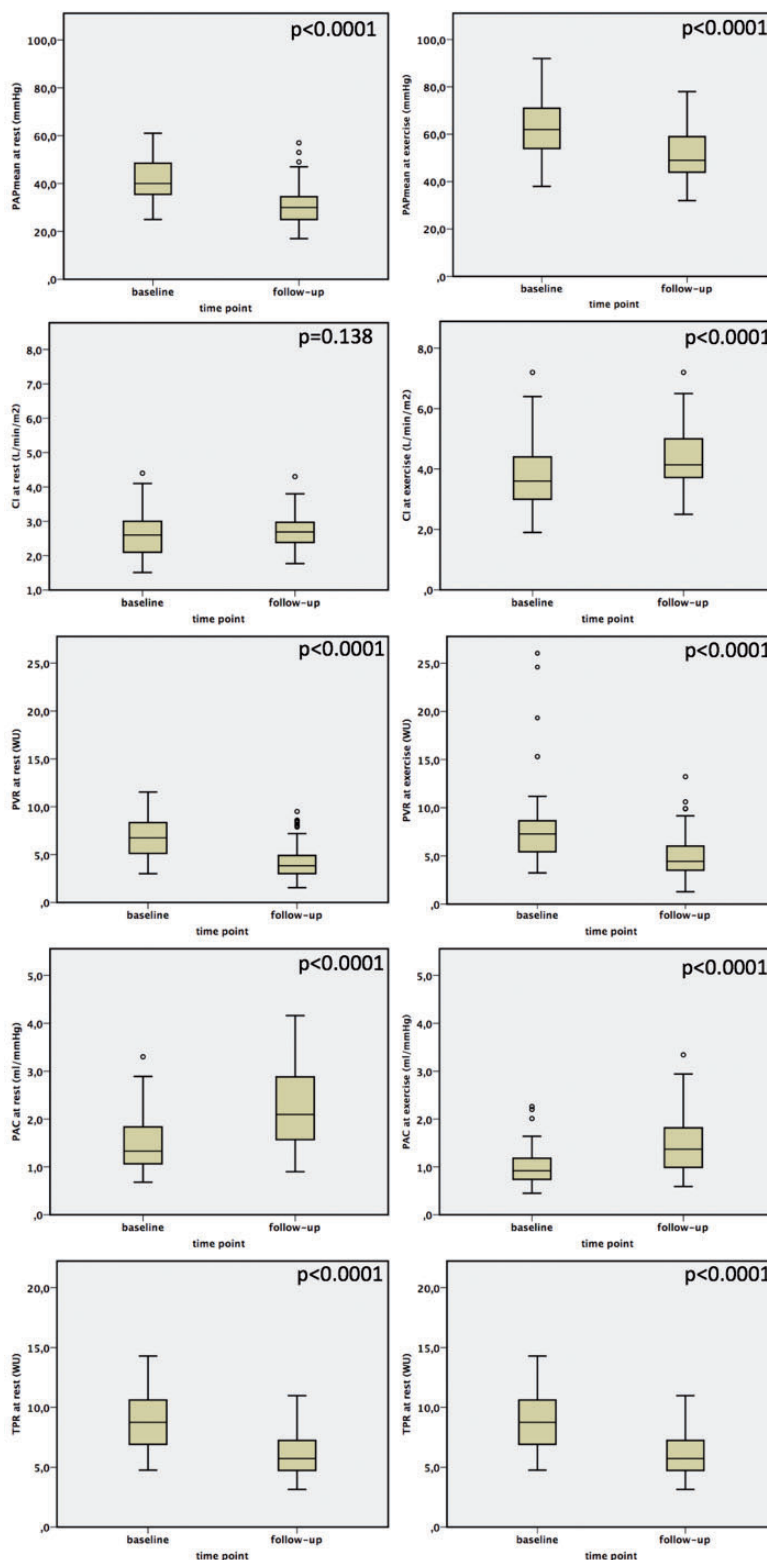 p<0.0001
PAPmean at rest (mmHg)
100,0
80,0
60,0
40,0
20,0
,0
baseline follow-up
time point
p<0.0001
PAPmean at exercise (mmHg)
100,0
80,0
60,0
40,0
20,0
,0
baseline follow-up
time point
p=0.138
CI at rest (L/min/m2)
8,0
7,0
6,0
5,0
4,0
3,0
2,0
1,0
baseline follow-up
time point
p<0.0001
CI at exercise (L/min/m2)
8,0
6,0
4,0
2,0
,0
baseline follow-up
time point
p<0.0001
PVR at rest (WU)
25,0
20,0
15,0
10,0
5,0
,0
baseline follow-up
time point
p<0.0001
PVR at exercise (WU)
25,0
20,0
15,0
10,0
5,0
,0
baseline follow-up
time point
p<0.0001
PAC at rest (ml/mmHg)
5,0
4,0
3,0
2,0
1,0
,0
baseline follow-up
time point
p<0.0001
PAC at exercise (ml/mmHg)
5,0
4,0
3,0
2,0
1,0
,0
baseline follow-up
time point
p<0.0001
TPR at rest (WU)
20,0
15,0
10,0
5,0
,0
baseline follow-up
time point
p<0.0001
TPR at rest (WU)
20,0
15,0
10,0
5,0
,0
baseline follow-up
time point